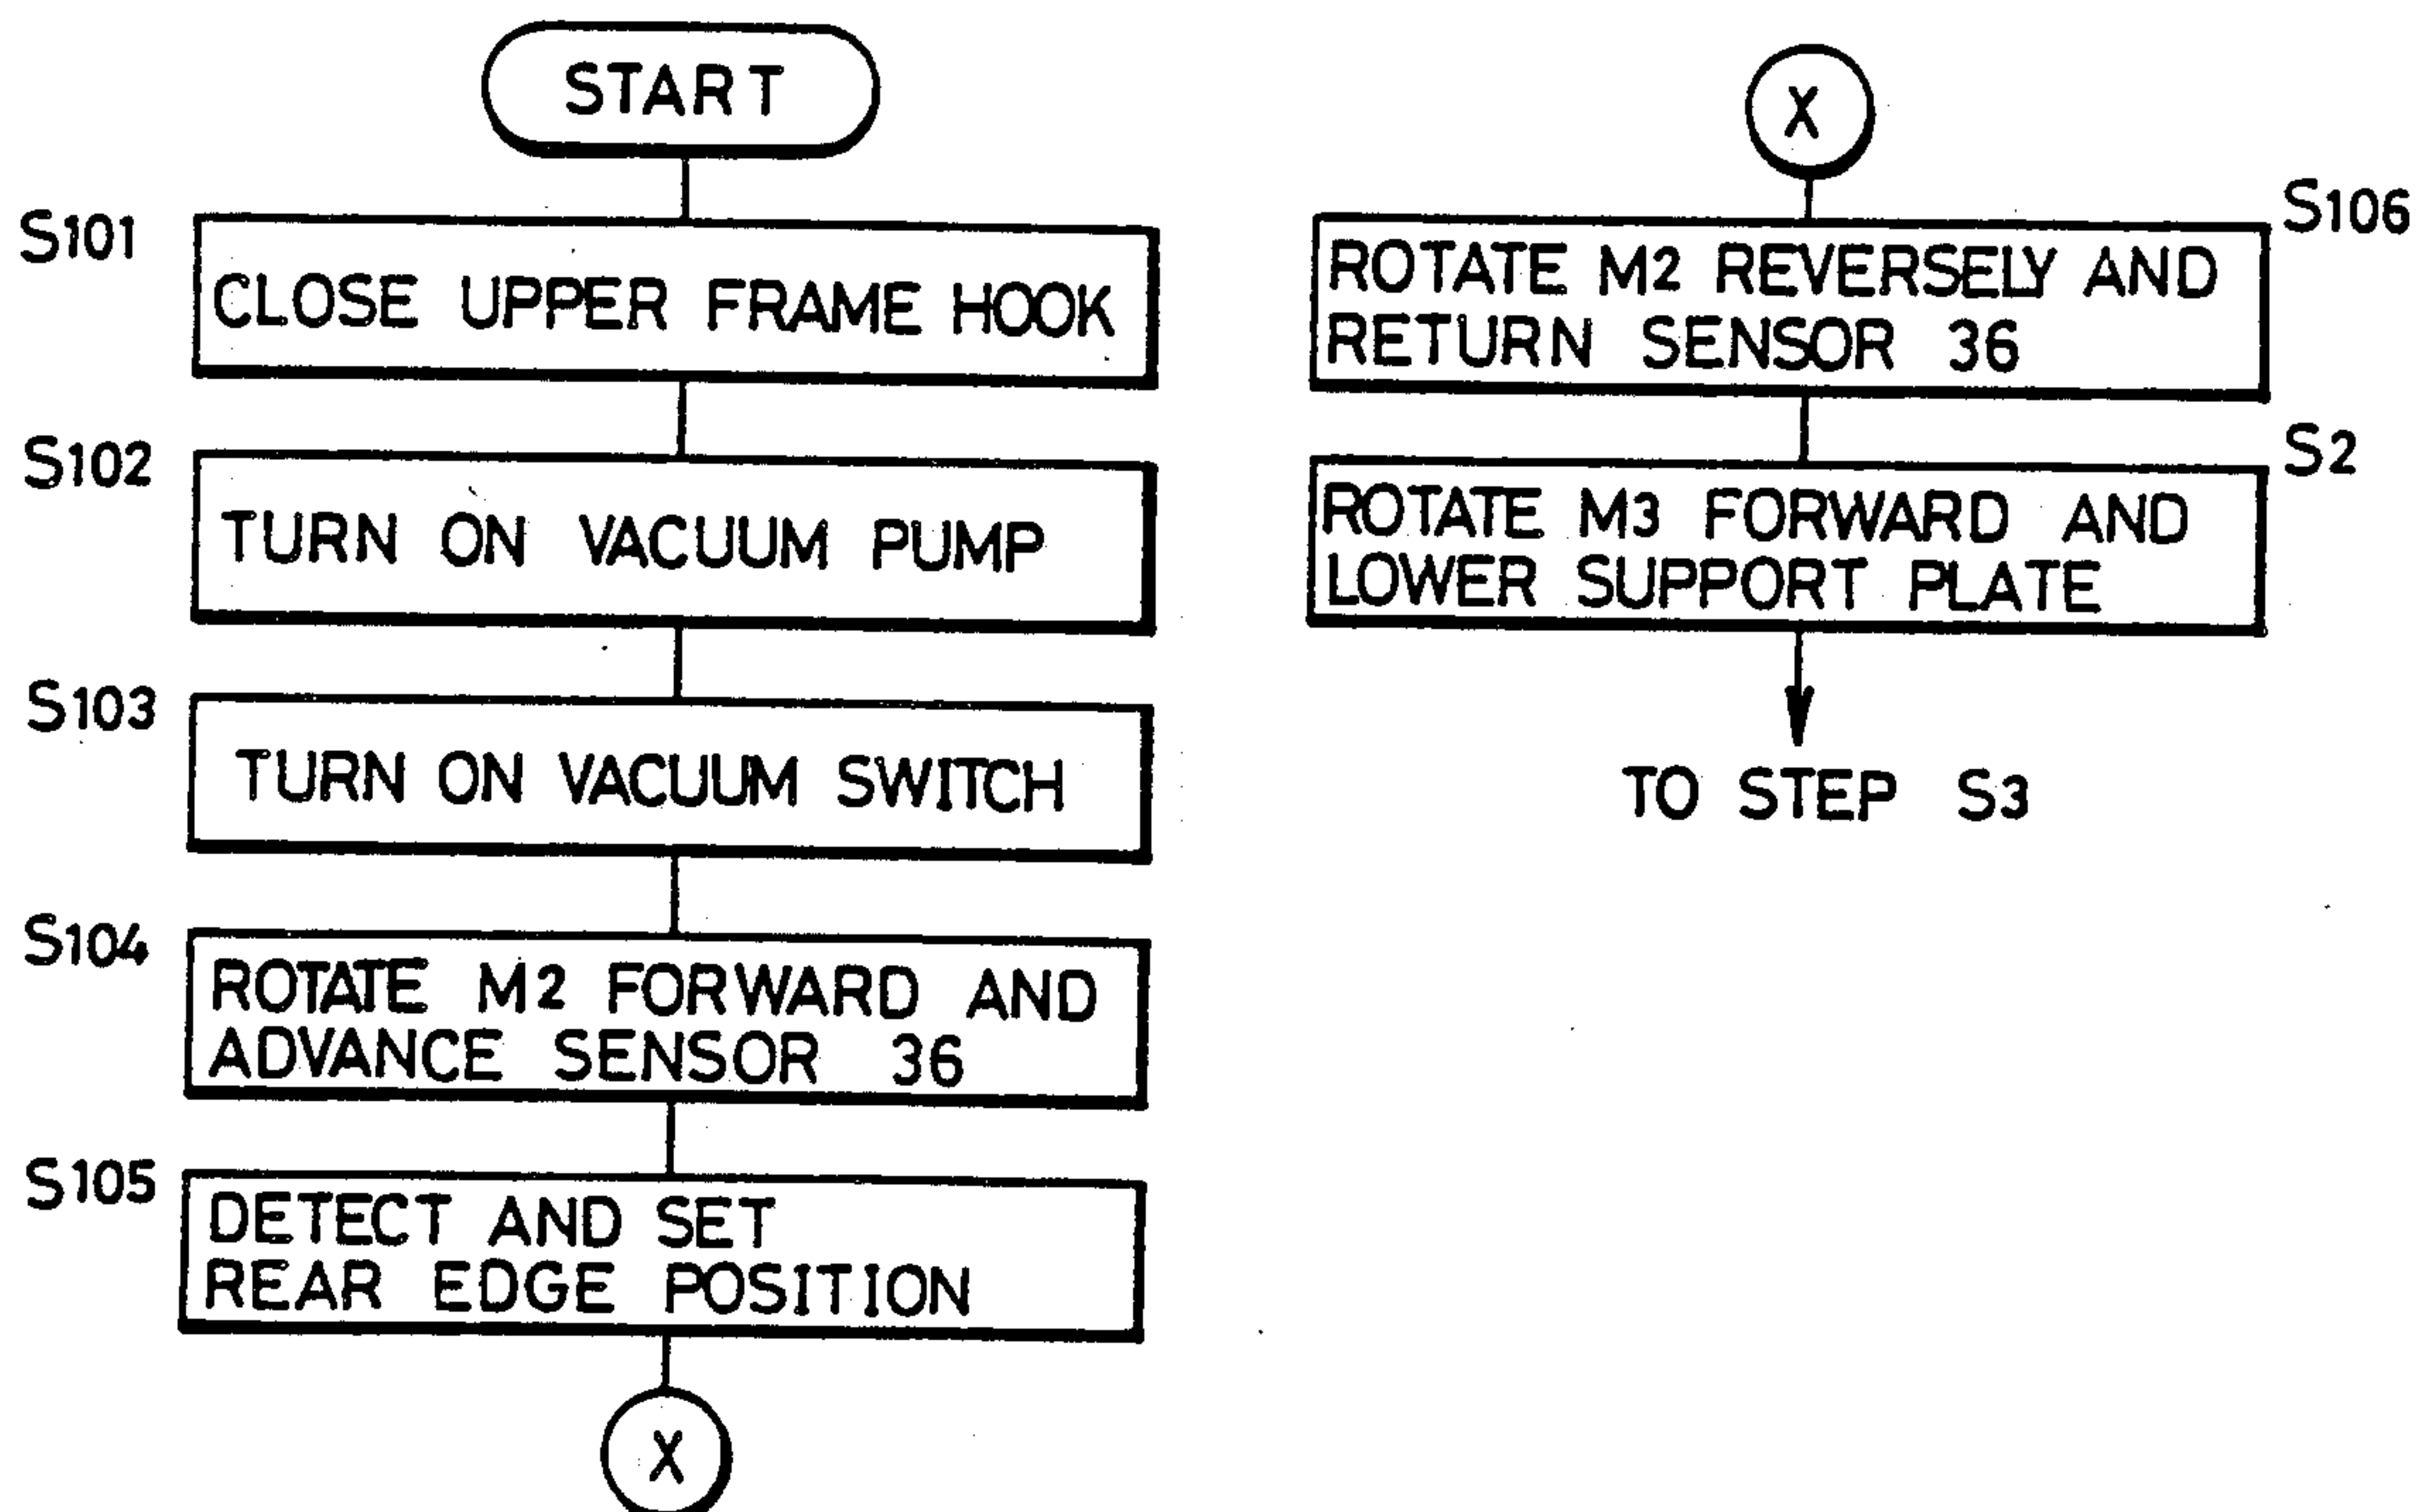 START
S101
CLOSE UPPER FRAME HOOK
S102
TURN ON VACUUM PUMP
S103
TURN ON VACUUM SWITCH
S104
ROTATE M2 FORWARD AND
ADVANCE SENSOR 36
S105
DETECT AND SET
REAR EDGE POSITION
X
X
S106
ROTATE M2 REVERSELY AND
RETURN SENSOR 36
S2
ROTATE M3 FORWARD AND
LOWER SUPPORT PLATE
TO STEP S3